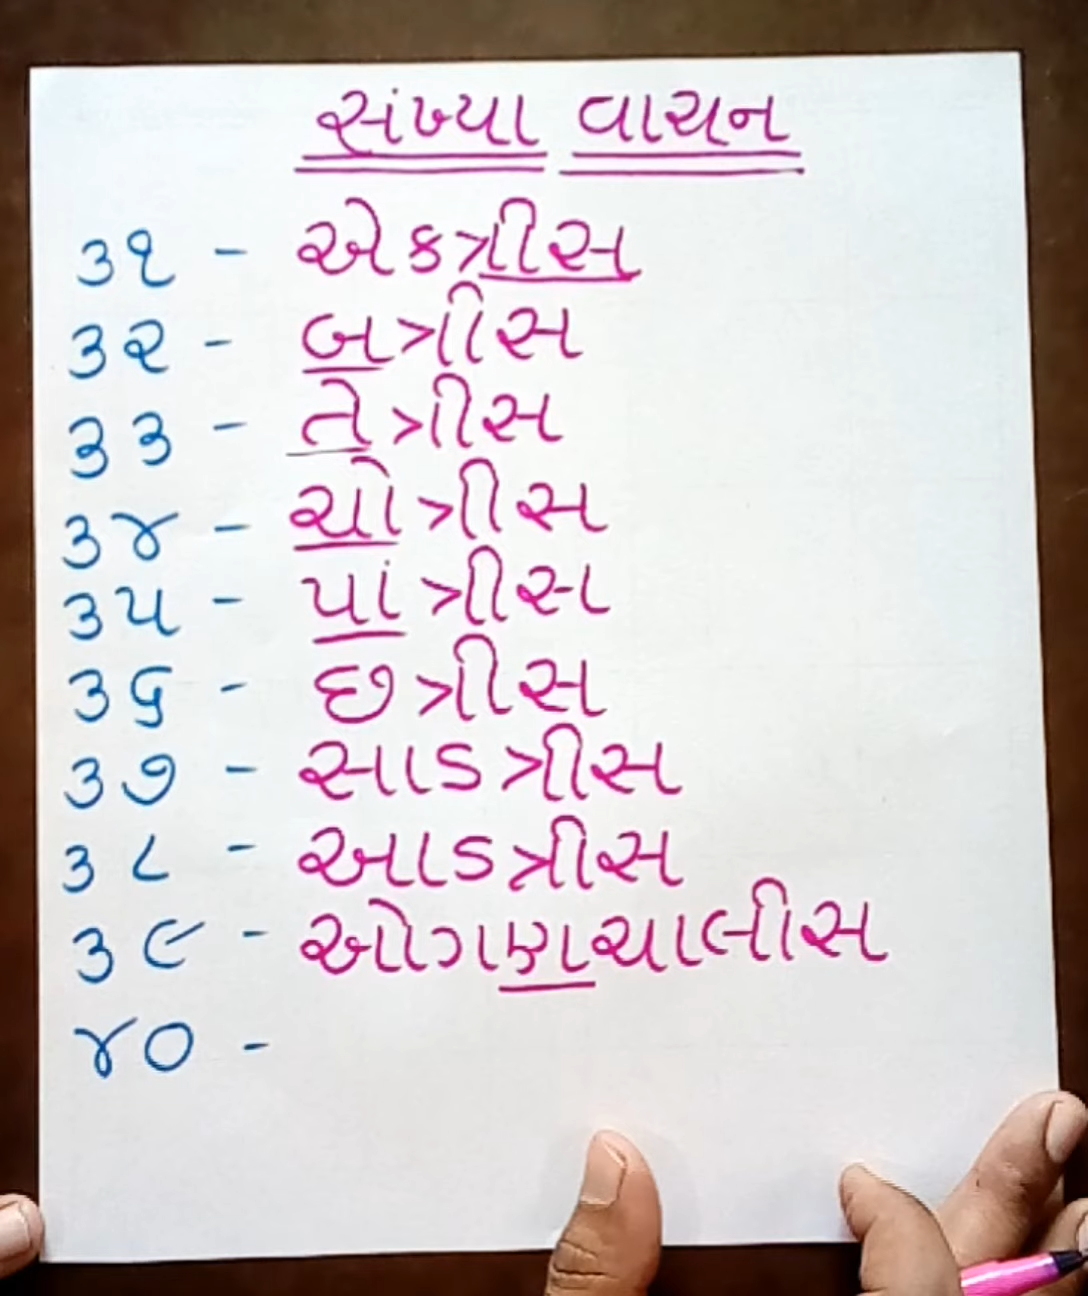 સંખ્યા વાચન
૩૧ - એકત્રીસ
૩૨ - બત્રીસ
૩૩ - તેત્રીસ
૩૪ - ચોત્રીસ
૩૫ - પાંત્રીસ
૩૬ - છત્રીસ
૩૭ - સાડત્રીસ
૩૮ - આડત્રીસ
૩૯ - ઓગણચાલીસ
૪૦ -